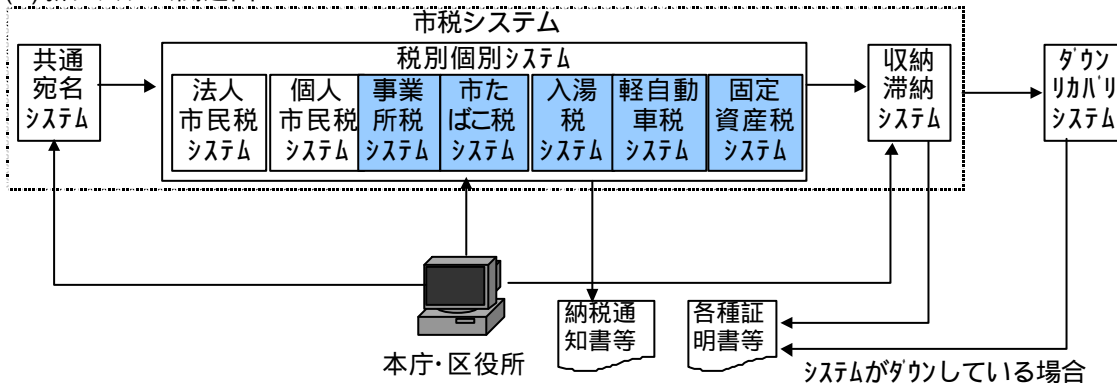 市税システム
税別個別ｼｽﾃﾑ
共通
宛名
ｼｽﾃﾑ
法人
市民税
ｼｽﾃﾑ
個人
市民税
ｼｽﾃﾑ
事業
所税
ｼｽﾃﾑ
市た
ばこ税
ｼｽﾃﾑ
入湯
税
ｼｽﾃﾑ
軽自動
車税
ｼｽﾃﾑ
固定
資産税
ｼｽﾃﾑ
収納
滞納
ｼｽﾃﾑ
ﾀﾞｳﾝ
ﾘｶﾊﾞﾘ
ｼｽﾃﾑ
本庁・区役所
納税通
知書等
各種証
明書等
ｼｽﾃﾑがﾀﾞｳﾝしている場合